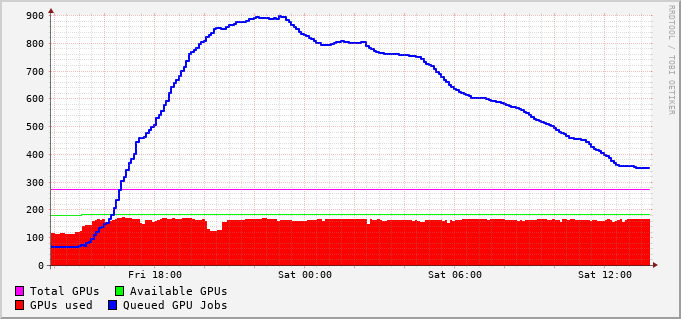 900
800
700
600
500
400
300
200
100
0
Fri 18:00 Sat 00:00 Sat 06:00 Sat 12:00
Total GPUs Available GPUs
GPUs used Queued GPU Jobs
RRDTOOL / TOBI OETIKER